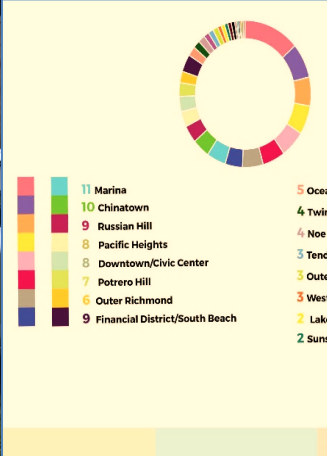 11 Marina
10 Chinatown
9 Russian Hill
8 Pacific Heights
8 Downtown/Civic Center
7 Potrero Hill
6 Outer Richmond
9 Financial District/South Beach
5
4
4 Noe
3
3
3
2
2